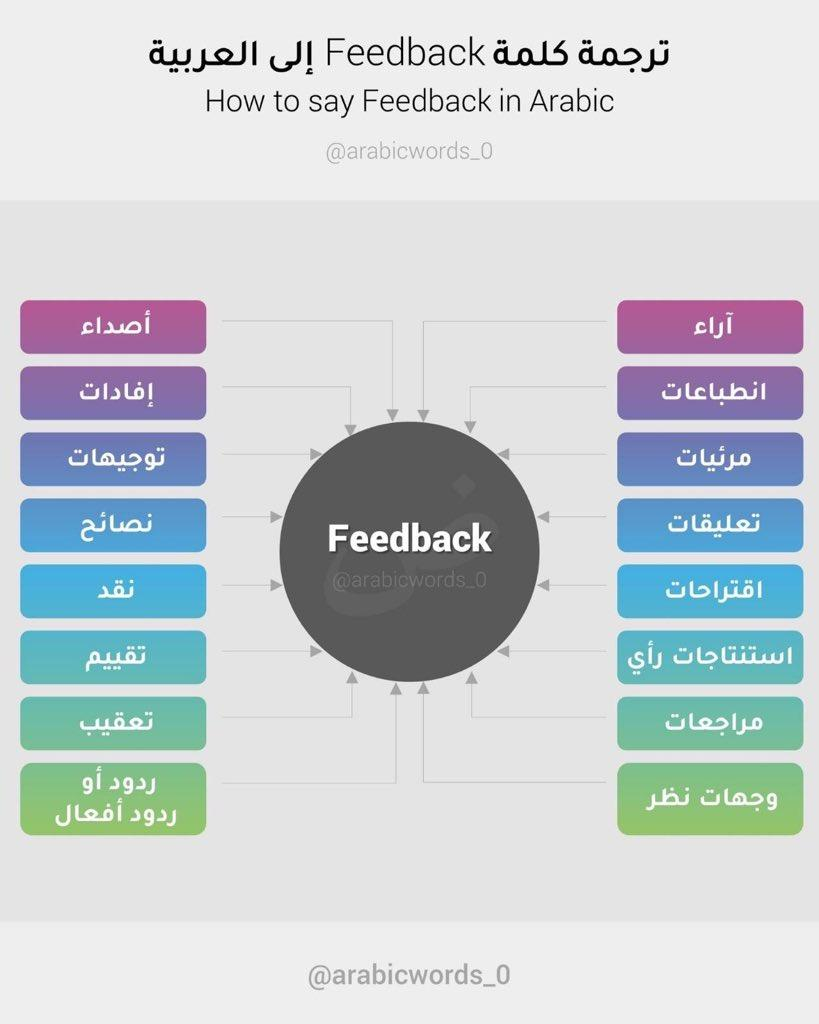 ترجمة كلمة Feedback إلى العربية
How to say Feedback in Arabic
@arabicwords_0
آراء
انطباعات
مرئيات
تعليقات
اقتراحات
استنتاجات رأي
مراجعات
وجهات نظر
ض
Feedback
@arabicwords_0
أصداء
إفادات
توجيهات
نصائح
نقد
تقييم
تعقيب
ردود أو
ردود أفعال
@arabicwords_0